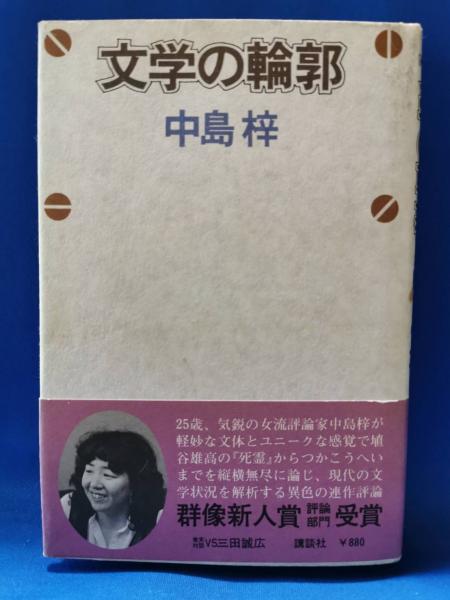 文学の輪郭
中島梓
25歳、気鋭の女流評論家中島梓が
軽妙な文体とユニークな感覚で埴
谷雄高の『死霊』からつかこうへい
までを縦横無尽に論じ、現代の文
学状況を解析する異色の連作評論
群像新人賞 評論部門 受賞
VS三田誠広 講談社 ¥880